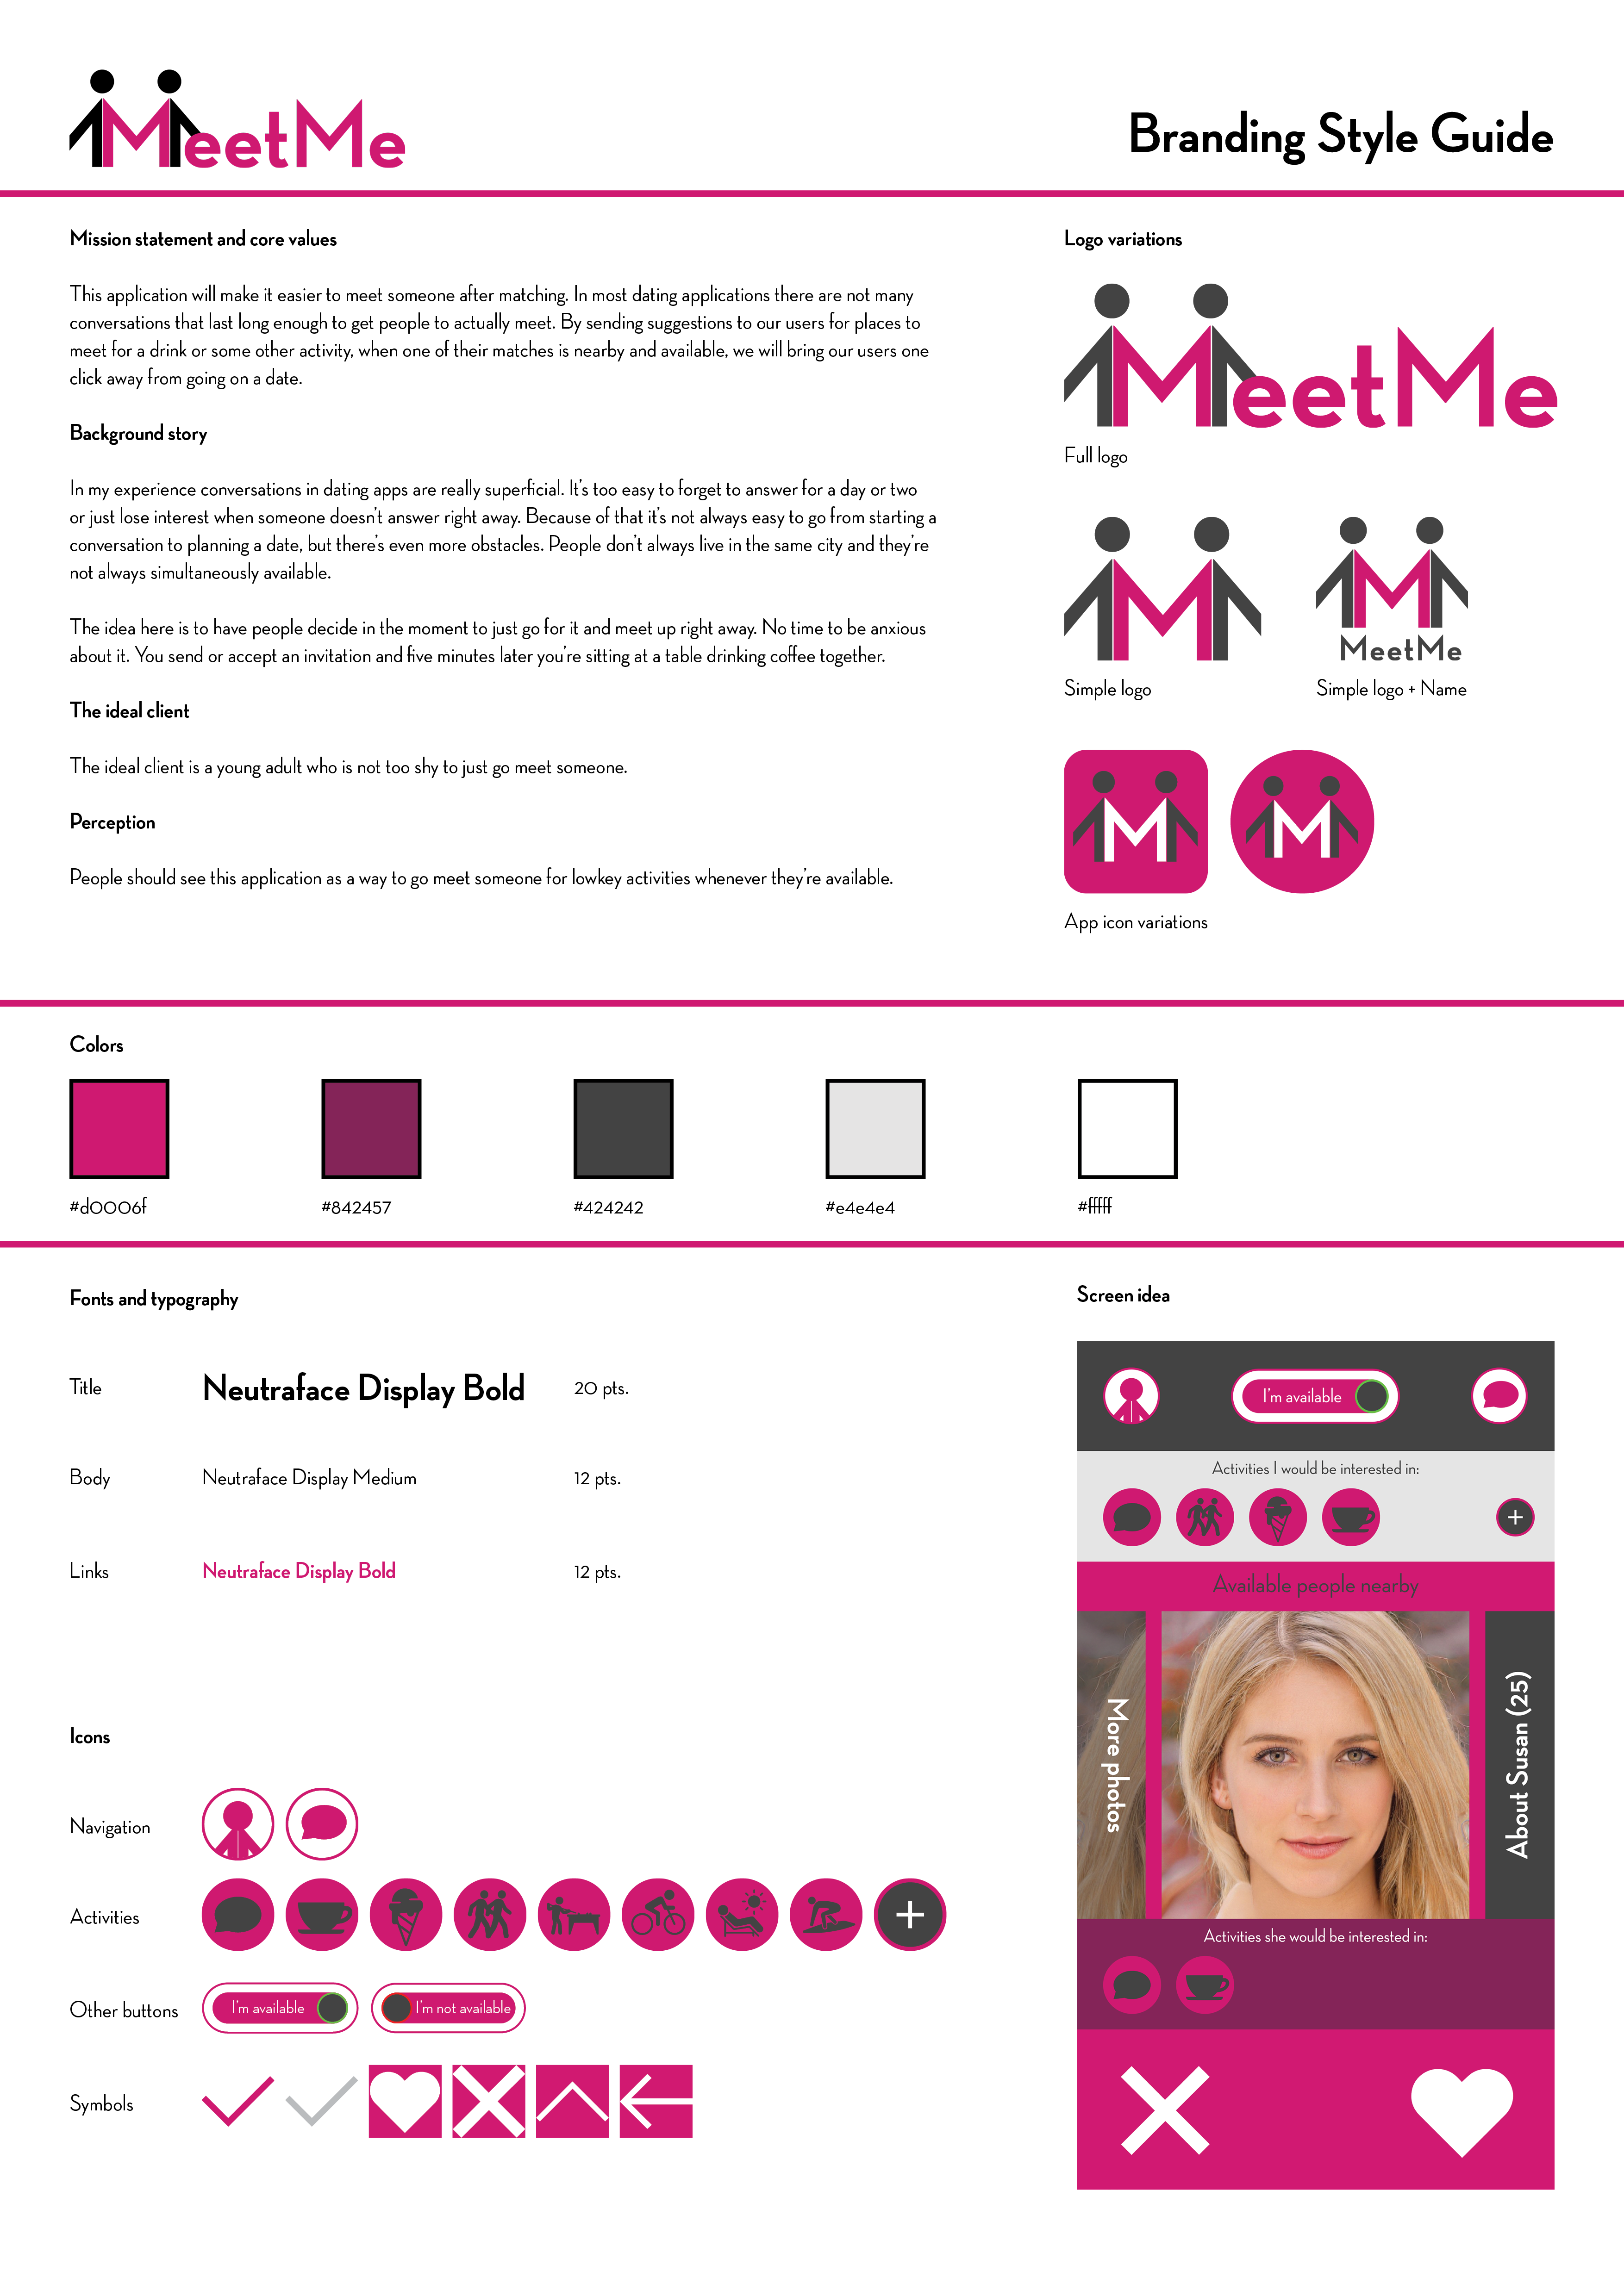 MeetMe
Branding Style Guide
Mission statement and core values
This application will make it easier to meet someone after matching. In most dating applications there are not many
conversations that last long enough to get people to actually meet. By sending suggestions to our users for places to
meet for a drink or some other activity, when one of their matches is nearby and available, we will bring our users one
click away from going on a date.
Background story
In my experience conversations in dating apps are really superficial. It's too easy to forget to answer for a day or two
or just lose interest when someone doesn't answer right away. Because of that it's not always easy to go from starting a
conversation to planning a date, but there's even more obstacles. People don't always live in the same city and they're
not always simultaneously available.
The idea here is to have people decide in the moment to just go for it and meet up right away. No time to be anxious
about it. You send or accept an invitation and five minutes later you're sitting at a table drinking coffee together.
The ideal client
The ideal client is a young adult who is not too shy to just go meet someone.
Perception
People should see this application as a way to go meet someone for lowkey activities whenever they're available.
Logo variations
MeetMe
Full logo
M
Simple logo
M
MeetMe
Simple logo + Name
M
M
App icon variations
Colors
#d0006f
#842457
#424242
#e4e4e4
#fffff
Fonts and typography
Title
Neutraface Display Bold
20 pts.
Body
Neutraface Display Medium
12 pts.
Links
Neutraface Display Bold
12 pts.
Icons
Navigation
Activities
Other buttons
I'm available
I'm not available
Symbols
Screen idea
I'm available
Activities I would be interested in:
Available people nearby
More photos
About Susan (25)
Activities she would be interested in: